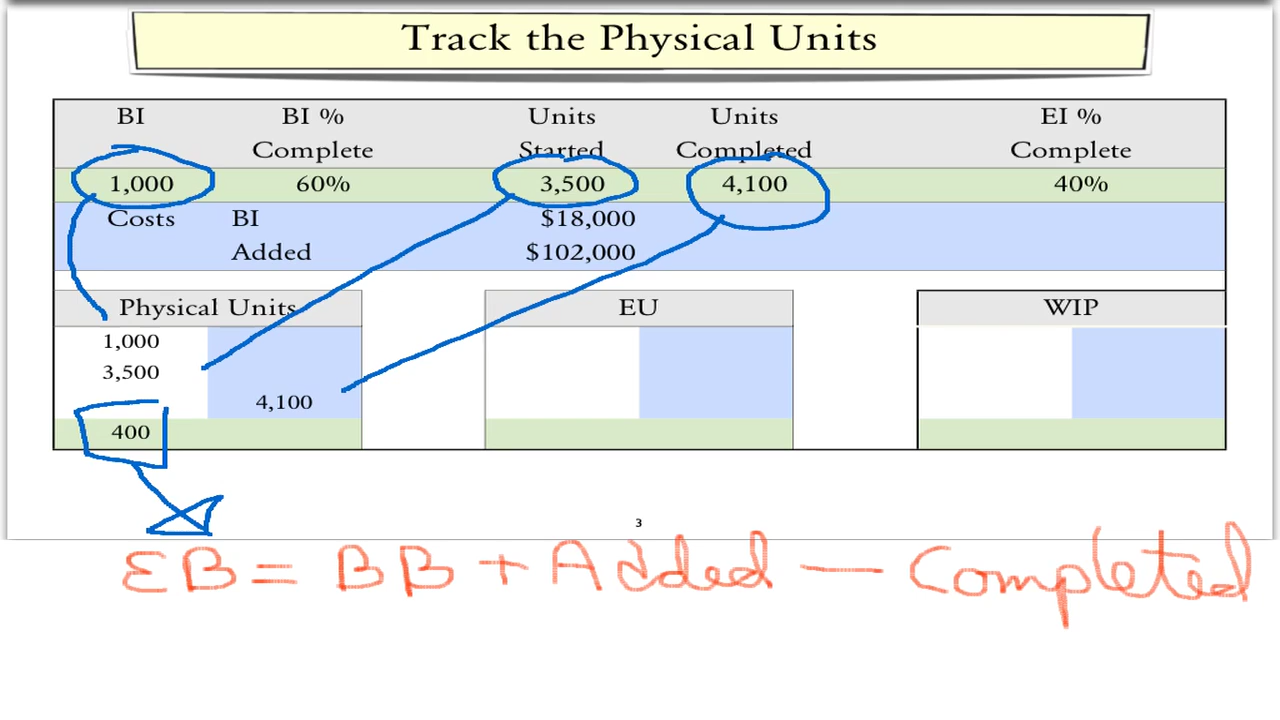 Track the Physical Units
BI BI % Units Units EI %
Complete Started Completed Complete
1,000 60% 3,500 4,100 40%
Costs BI $18,000
Added $102,000
Physical Units EU WIP
1,000
3,500
4,100
400
3
EB = BB + Added — Completed